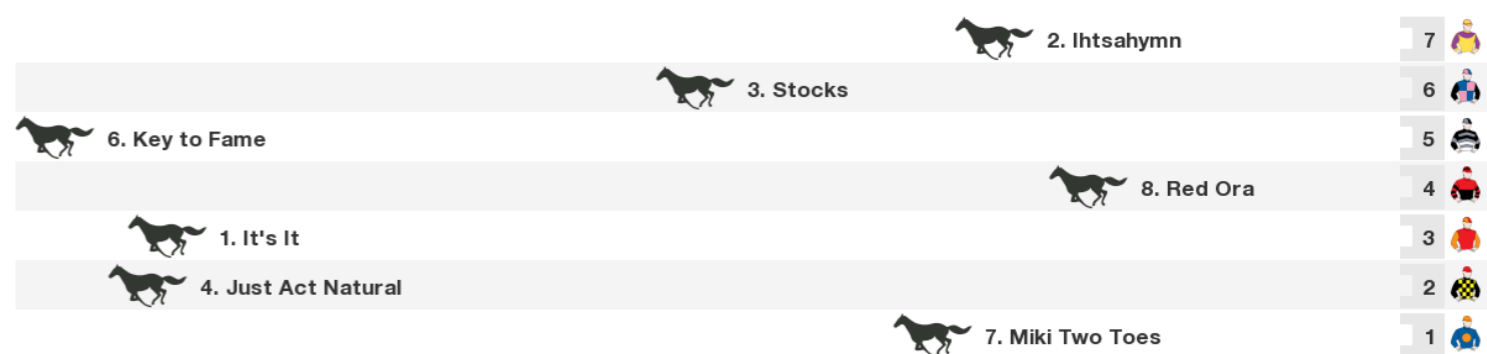 2. Ihtsahymn 7
3. Stocks 6
6. Key to Fame 5
8. Red Ora 4
1. It's It 3
4. Just Act Natural 2
7. Miki Two Toes 1